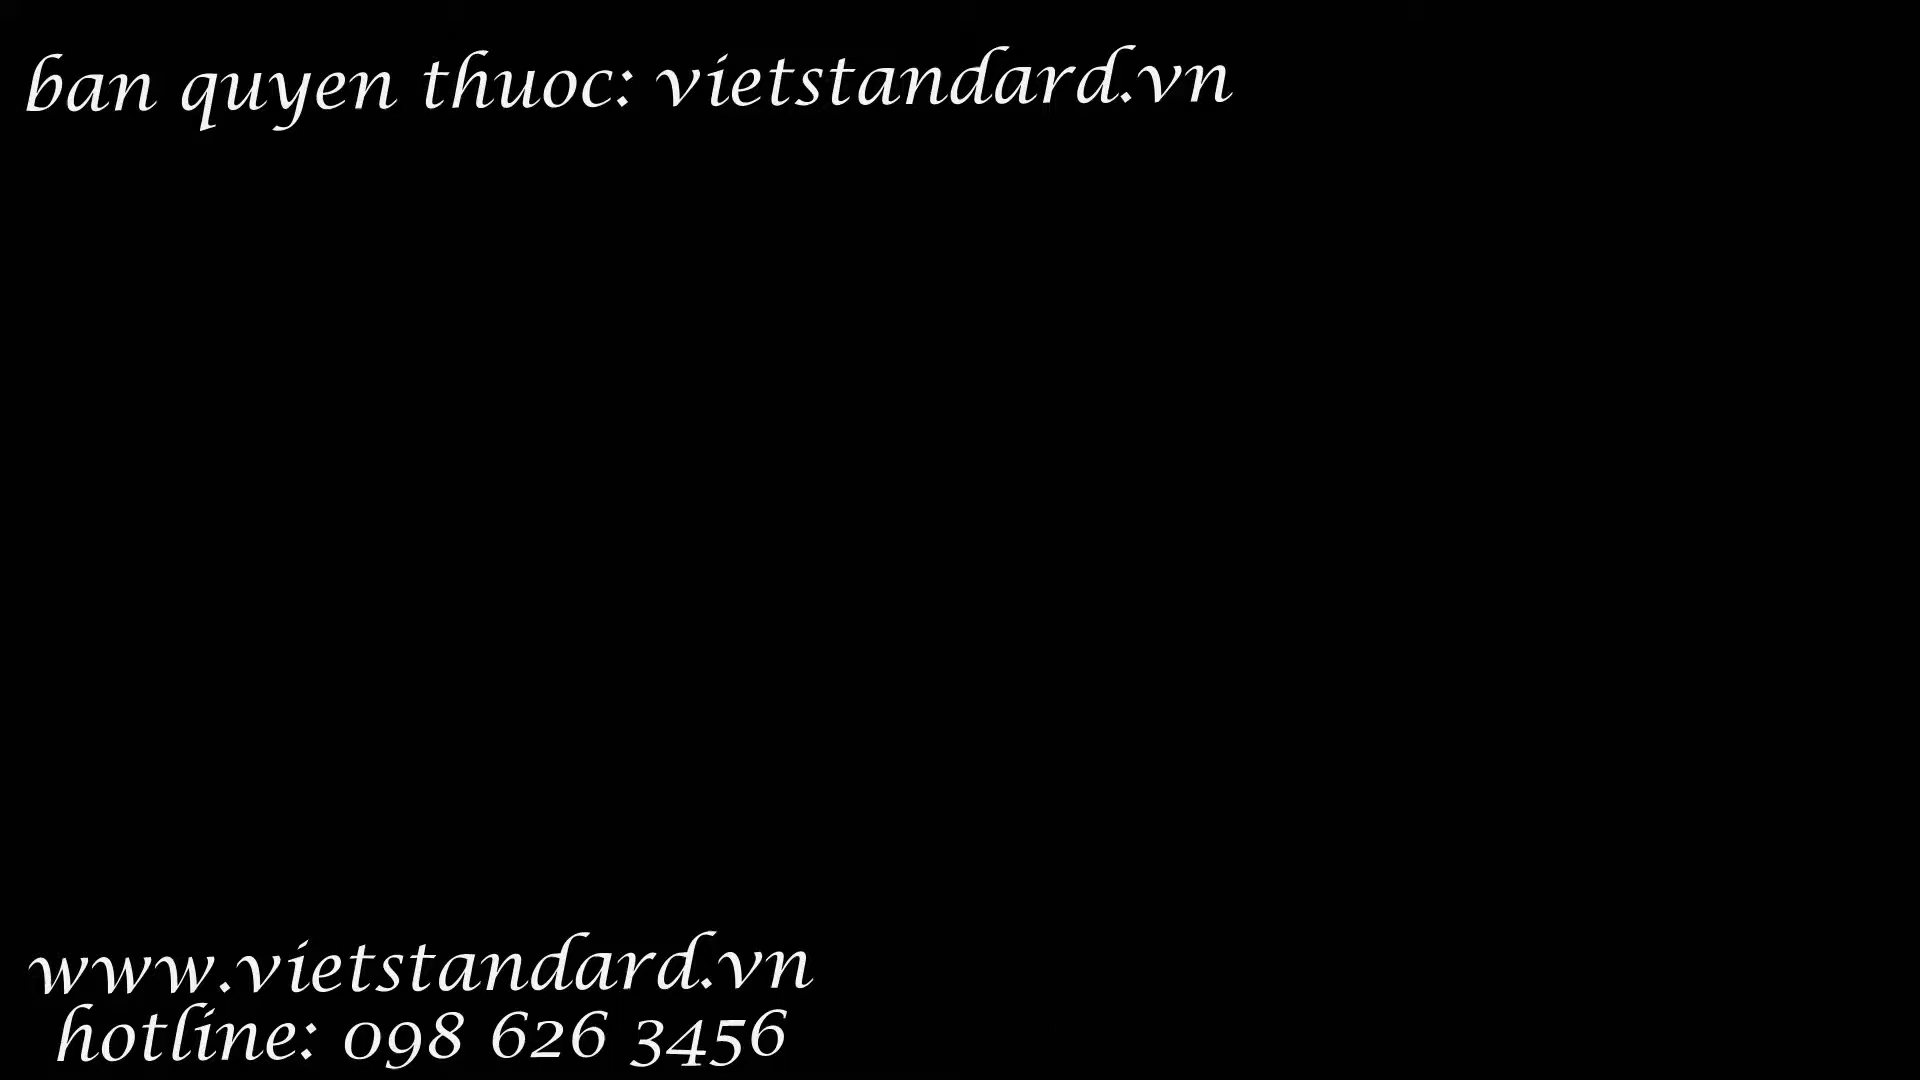 ban quyen thuoc: vietstandard.vn
www.vietstandard.vn
hotline: 098 626 3456